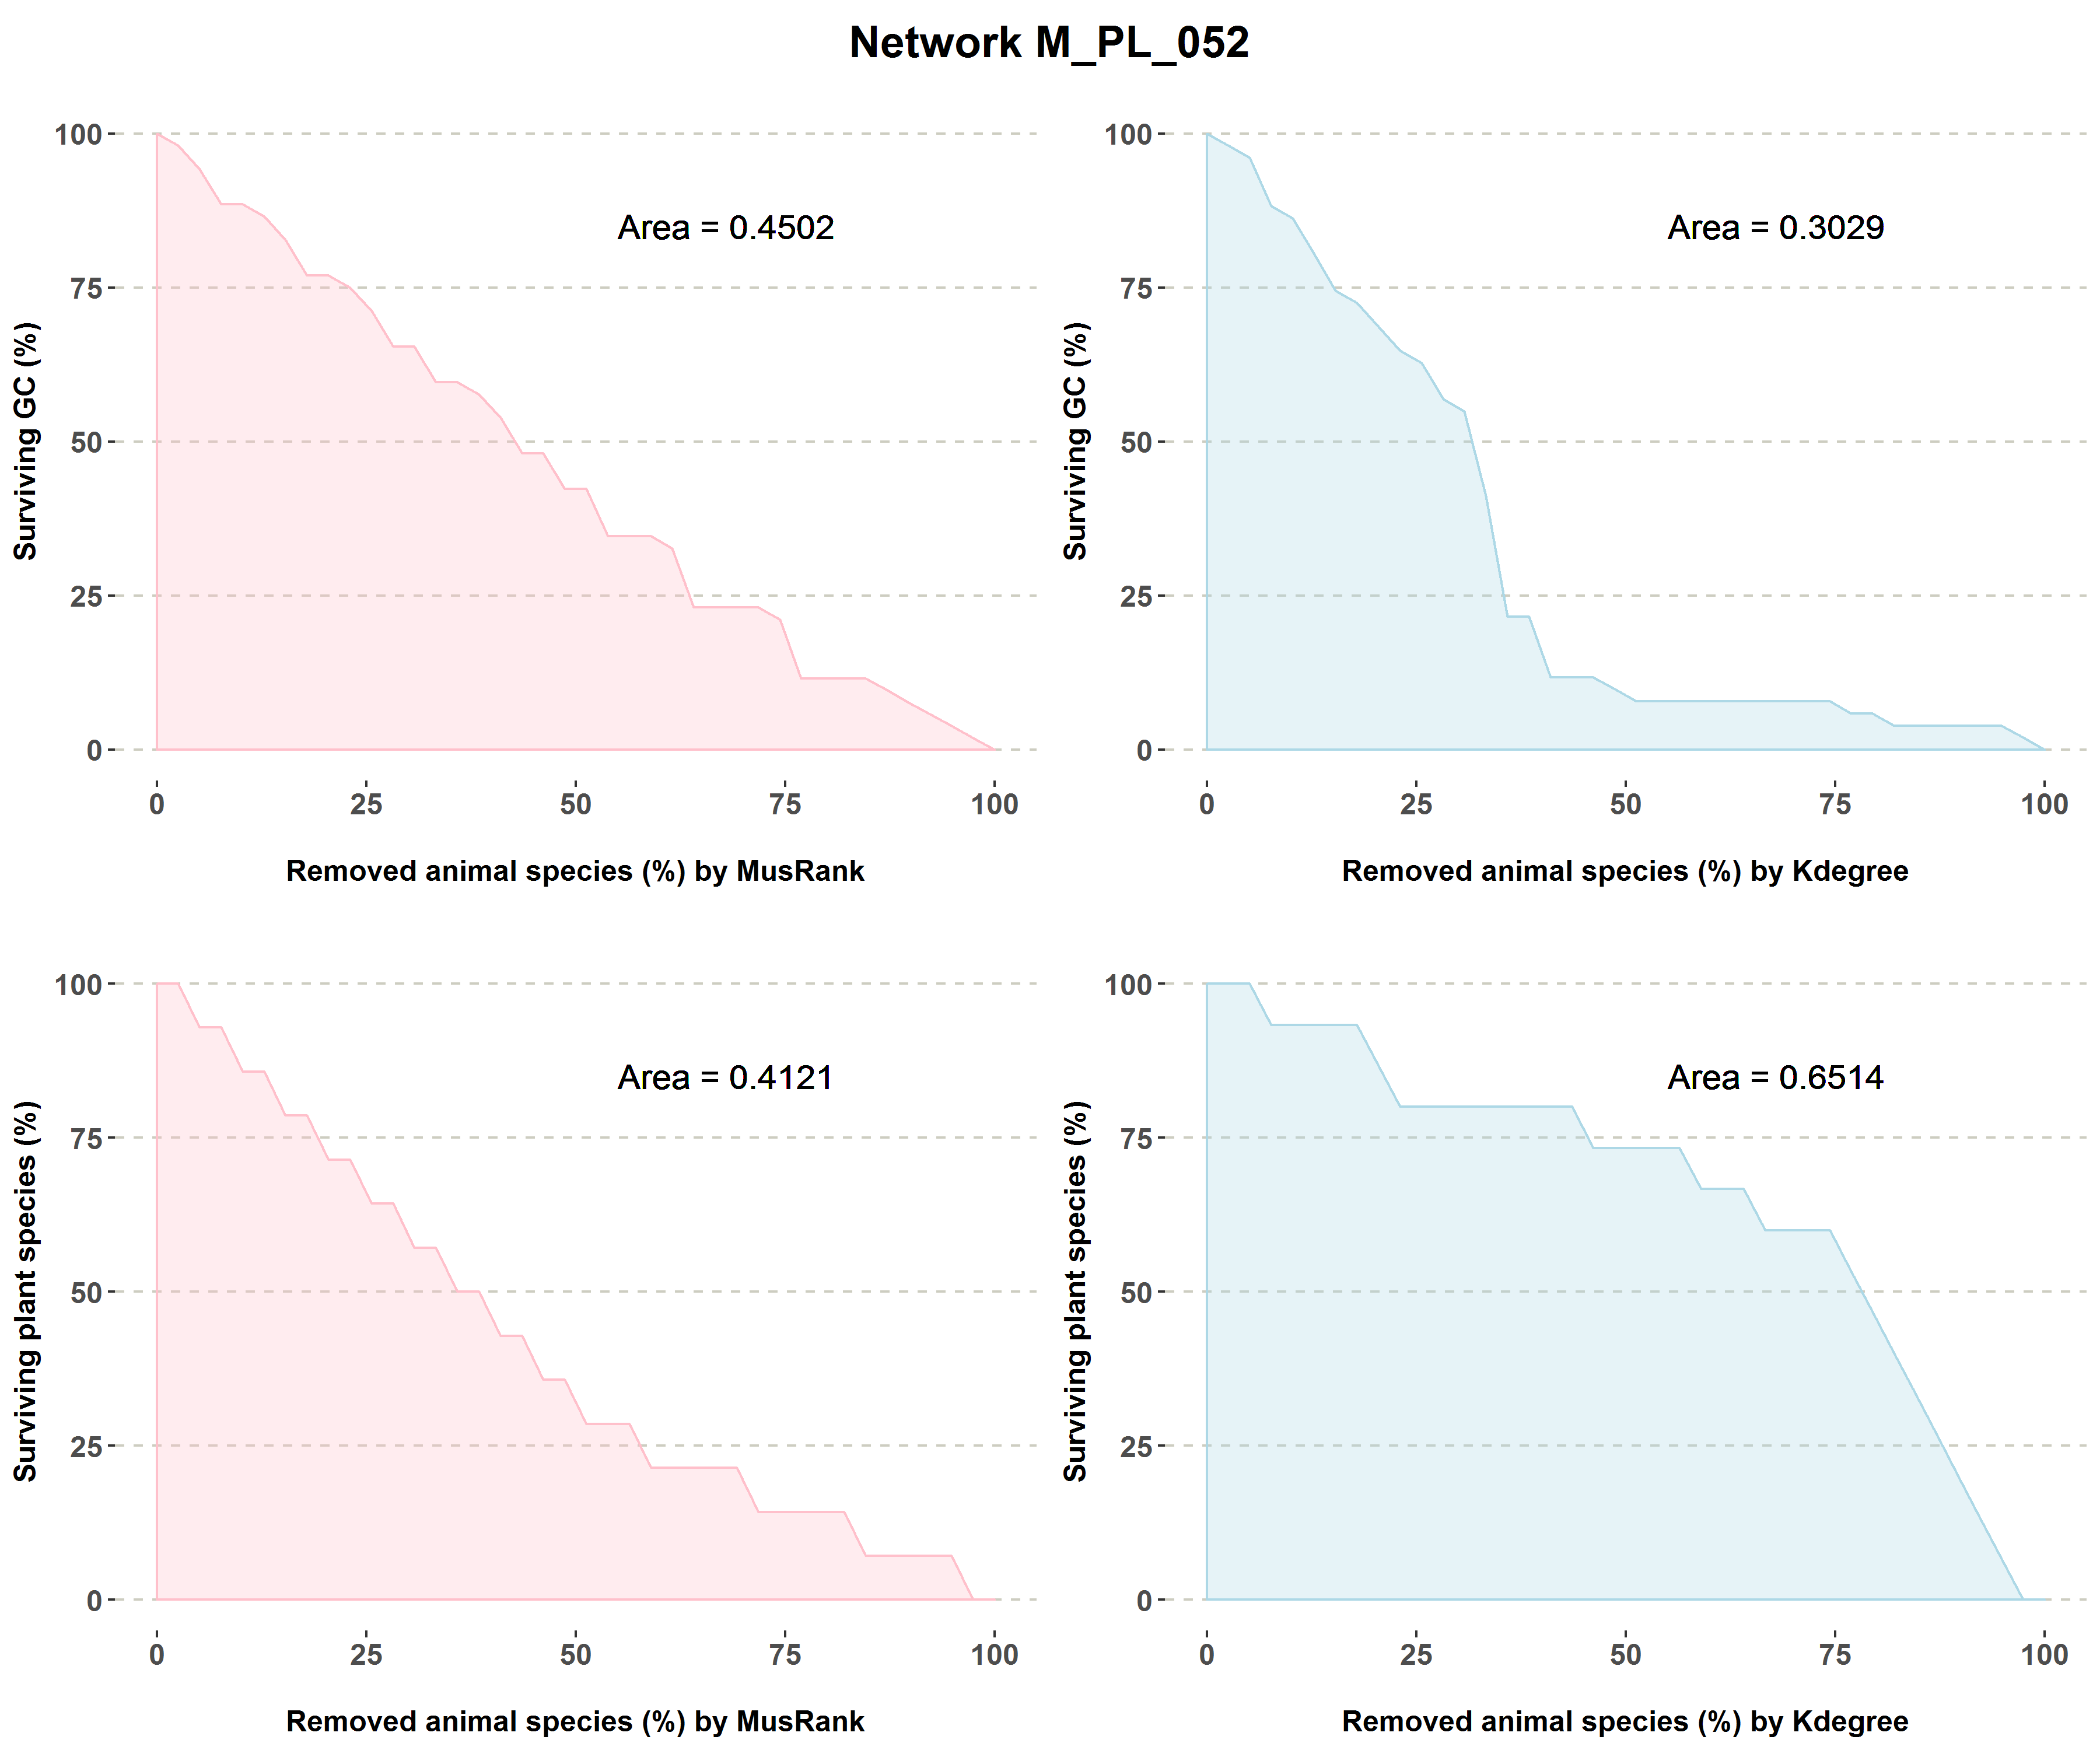 Network M_PL_052
Surviving GC (%)
100
75
50
25
0
Area = 0.4502
0 25 50 75 100
Removed animal species (%) by MusRank
Surviving GC (%)
100
75
50
25
0
Area = 0.3029
0 25 50 75 100
Removed animal species (%) by Kdegree
Surviving plant species (%)
100
75
50
25
0
Area = 0.4121
0 25 50 75 100
Removed animal species (%) by MusRank
Surviving plant species (%)
100
75
50
25
0
Area = 0.6514
0 25 50 75 100
Removed animal species (%) by Kdegree